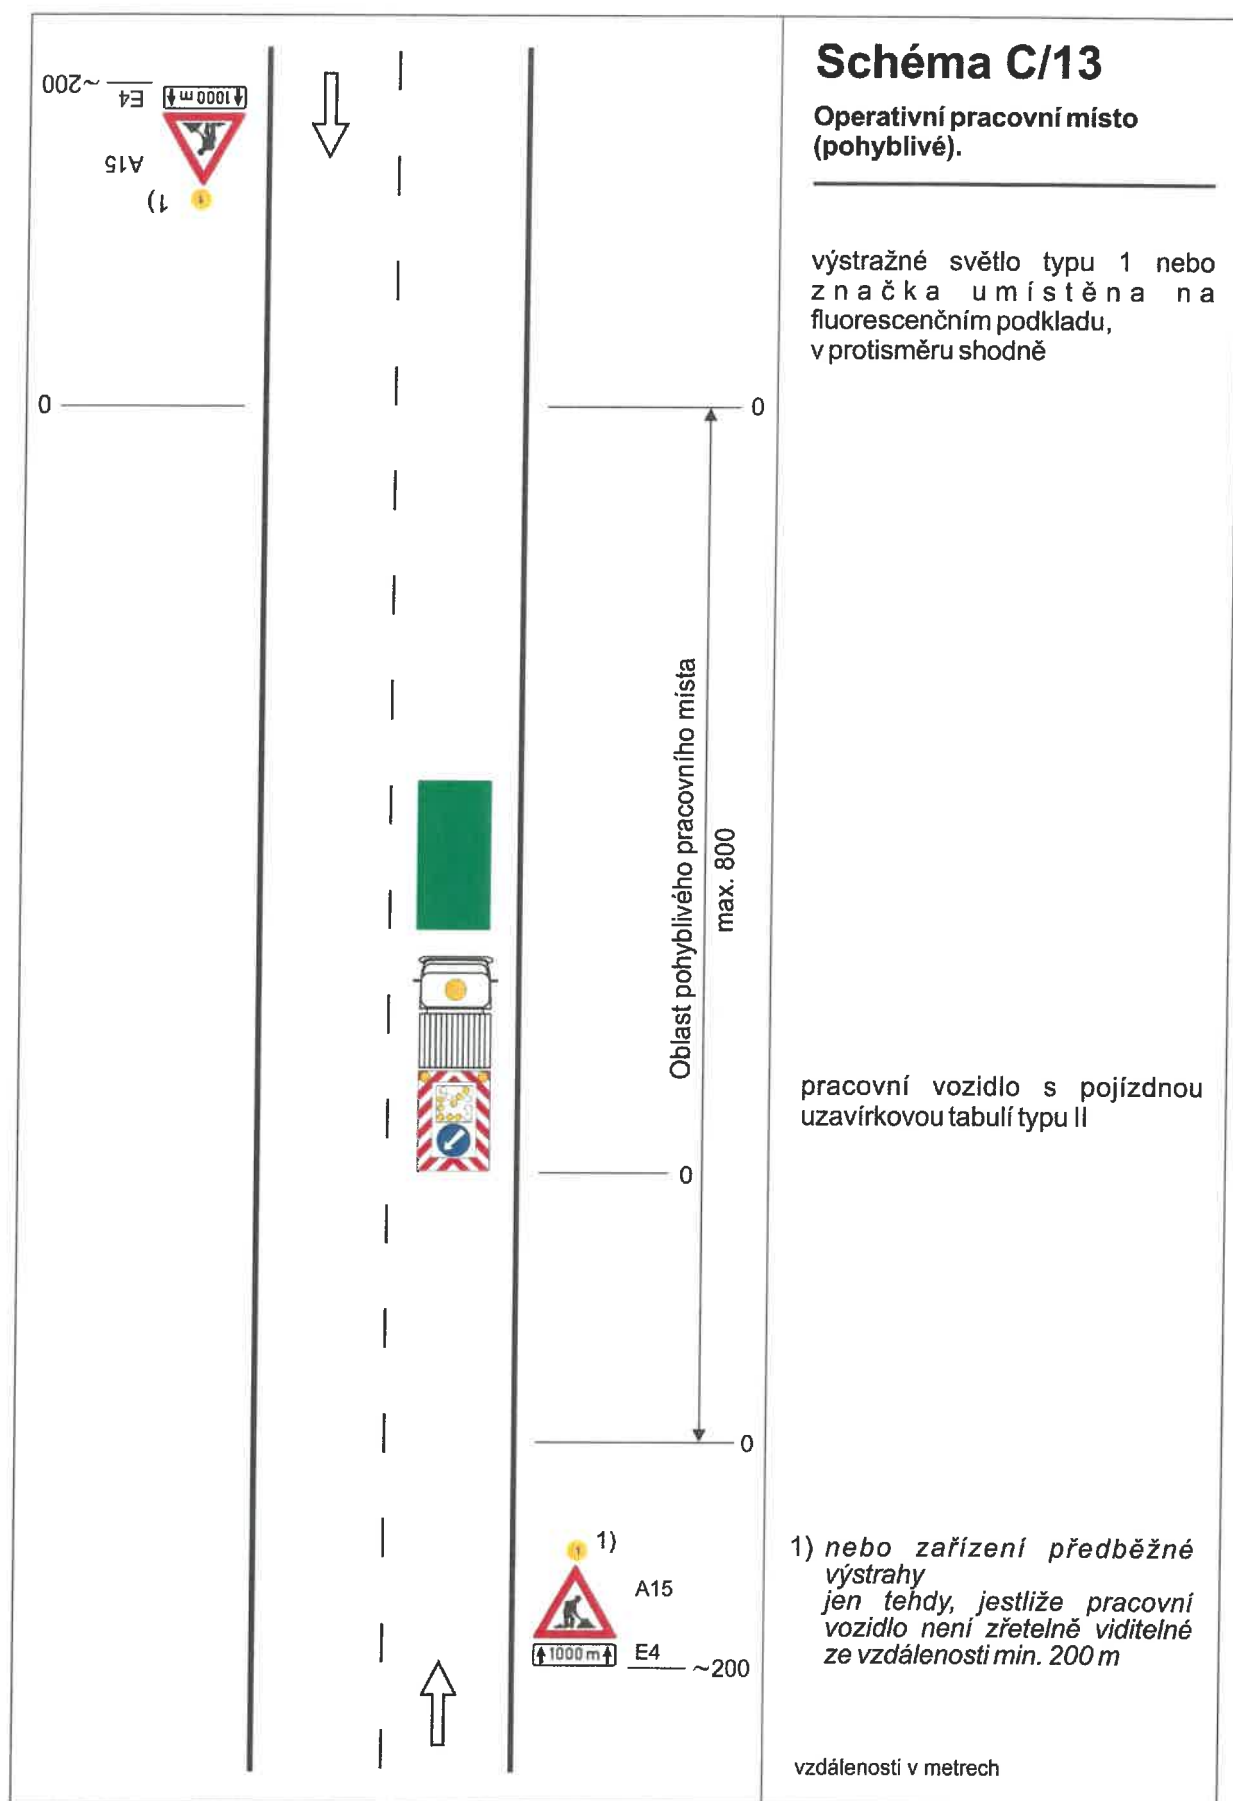 Schéma C/13
Operativní pracovní místo
(pohyblivé).
výstražné světlo typu 1 nebo
značka umístěna na
fluorescenčním podkladu,
v protisměru shodně
~200
E4
1000 m
A15
1)
1
0
0
Oblast pohyblivého pracovního místa
max. 800
pracovní vozidlo s pojízdnou
uzavírkovou tabulí typu II
0
0
1
1)
A15
1000 m
E4
~200
1) nebo zařízení předběžné
výstrahy
jen tehdy, jestliže pracovní
vozidlo není zřetelně viditelné
ze vzdálenosti min. 200 m
vzdálenosti v metrech